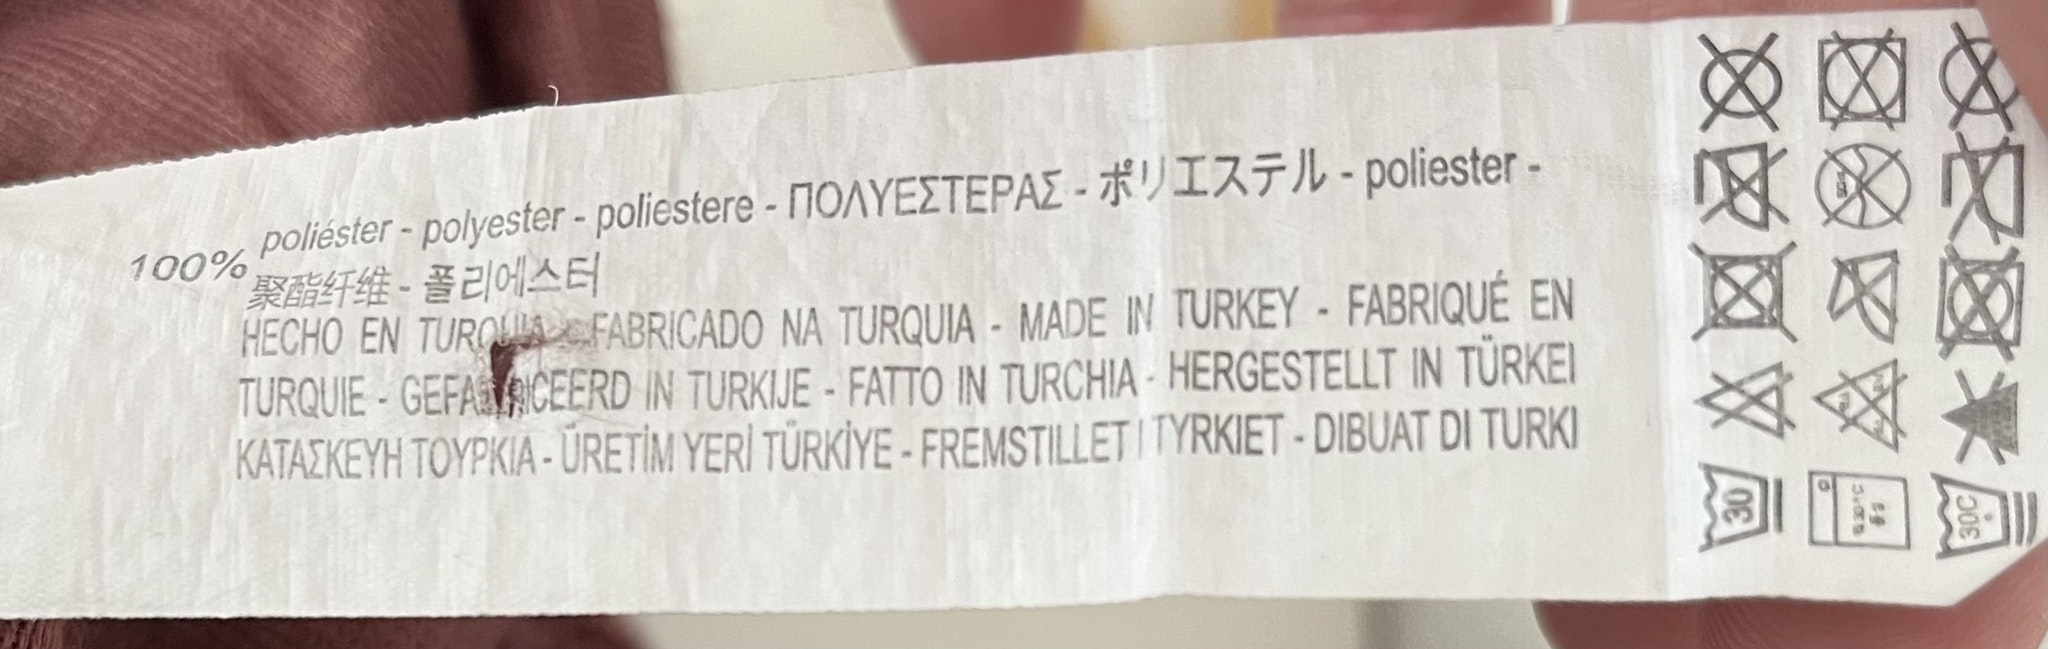 100% poliéster - polyester - poliestere - ΠΟΛΥΕΣΤΕΡΑΣ - ポリエステル - poliester -
聚酯纤维 - 폴리에스터
HECHO EN TURQUIA - FABRICADO NA TURQUIA - MADE IN TURKEY - FABRIQUÉ EN
TURQUIE - IN TURKIJE - FATTO IN TURCHIA - HERGESTELLT IN TÜRKEI
ΚΑΤΑΣΚΕΥΗ ΤΟΥΡΚΙΑ - ÜRETİM YERİ TÜRKİYE - FREMSTILLET I TYRKIET - DIBUAT DI TURKI
30
30C